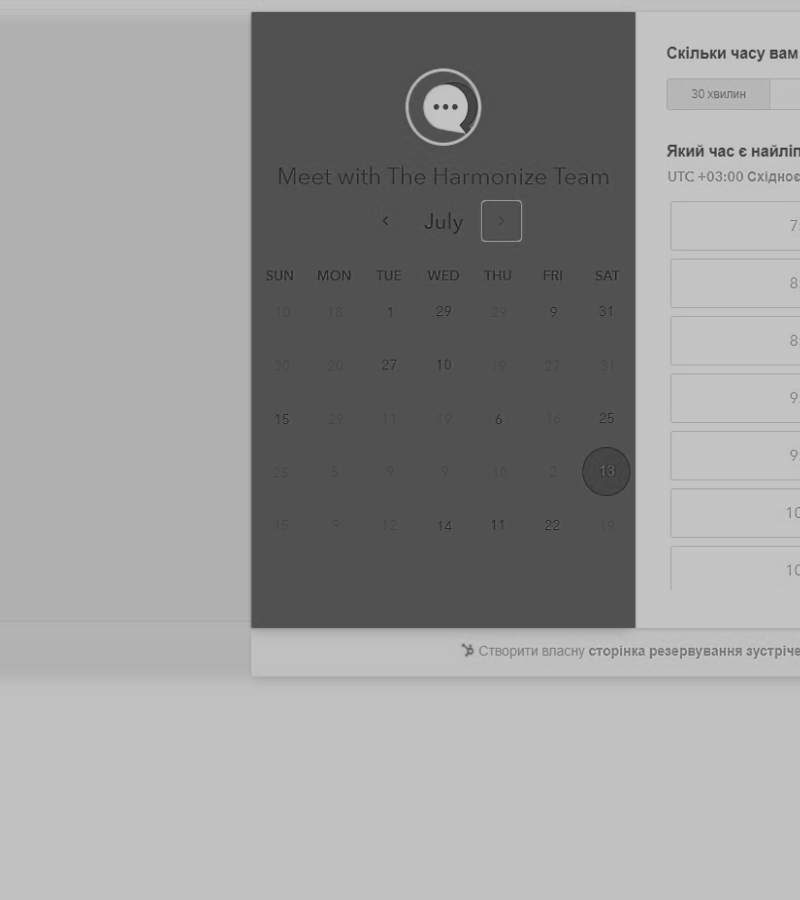 Meet with The Harmonize Team
July
SUN MON TUE WED THU FRI SAT
10 18 1 29 29 9 31
30 20 27 10 19 27 31
15 29 11 19 6 16 25
25 5 9 9 10 2 13
15 9 12 14 11 22 19
Скільки часу вам
30 хвилин
Який час є найліп
UTC +03:00 Східноє
7:
8
8
9
9
10
10
Створити власну сторінка резервування зустріче